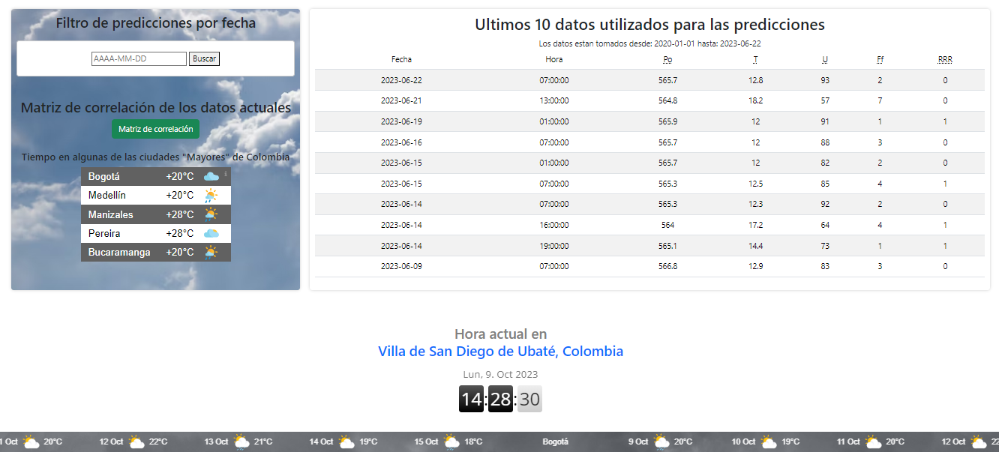 Filtro de predicciones por fecha
AAAA-MM-DD Buscar
Matriz de correlación de los datos actuales
Matriz de correlación
Tiempo en algunas de las ciudades "Mayores" de Colombia
Bogotá +20°C
Medellín +20°C
Manizales +28°C
Pereira +28°C
Bucaramanga +20°C
Ultimos 10 datos utilizados para las predicciones
Los datos estan tomados desde: 2020-01-01 hasta: 2023-06-22
Fecha Hora Po T U Ff RRR
2023-06-22 07:00:00 565.7 12.8 93 2 0
2023-06-21 13:00:00 564.8 18.2 57 7 0
2023-06-19 01:00:00 565.9 12 91 1 1
2023-06-16 07:00:00 565.7 12 88 3 0
2023-06-15 01:00:00 565.7 12 82 2 0
2023-06-15 07:00:00 565.3 12.5 85 4 1
2023-06-14 07:00:00 565.3 12.3 92 2 0
2023-06-14 16:00:00 564 17.2 64 4 1
2023-06-14 19:00:00 565.1 14.4 73 1 1
2023-06-09 07:00:00 566.8 12.9 83 3 0
Hora actual en
Villa de San Diego de Ubaté, Colombia
Lun, 9. Oct 2023
14:28:30
1 Oct 20°C 12 Oct 22°C 13 Oct 21°C 14 Oct 19°C 15 Oct 18°C Bogotá 9 Oct 20°C 10 Oct 19°C 11 Oct 20°C 12 Oct 22